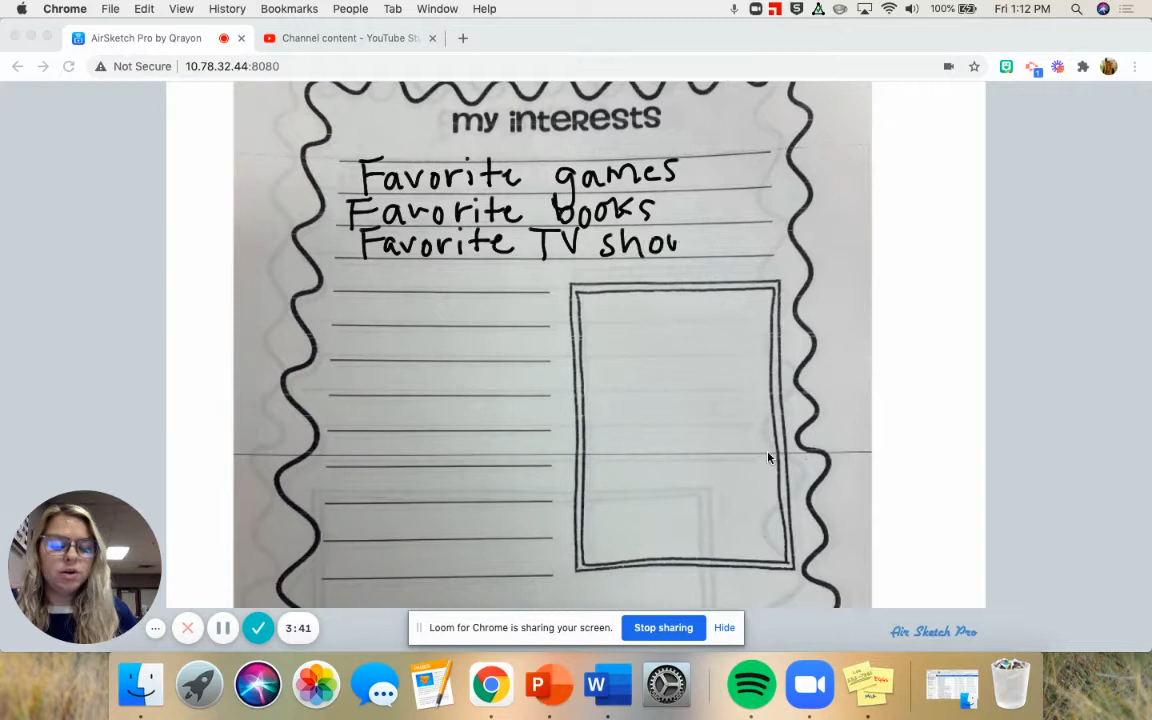 Chrome File Edit View History Bookmarks People Tab Window Help 100% Fri 1:12 PM
AirSketch Pro by Qrayon Channel content - YouTube St
Not Secure 10.78.32.44:8080
my interests
Favorite games
Favorite books
Favorite TV show
3:41
Loom for Chrome is sharing your screen. Stop sharing Hide
Air Sketch Pro